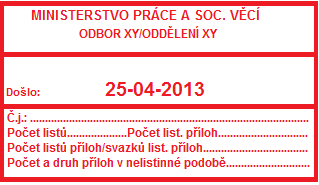 MINISTERSTVO PRÁCE A SOC. VĚCÍ
ODBOR XY/ODDĚLENÍ XY
Došlo: 25-04-2013
Č.j.: .............................................................................................
Počet listů....................Počet list. příloh..............................
Počet listů příloh/svazků list. příloh...................................
Počet a druh příloh v nelistinné podobě............................